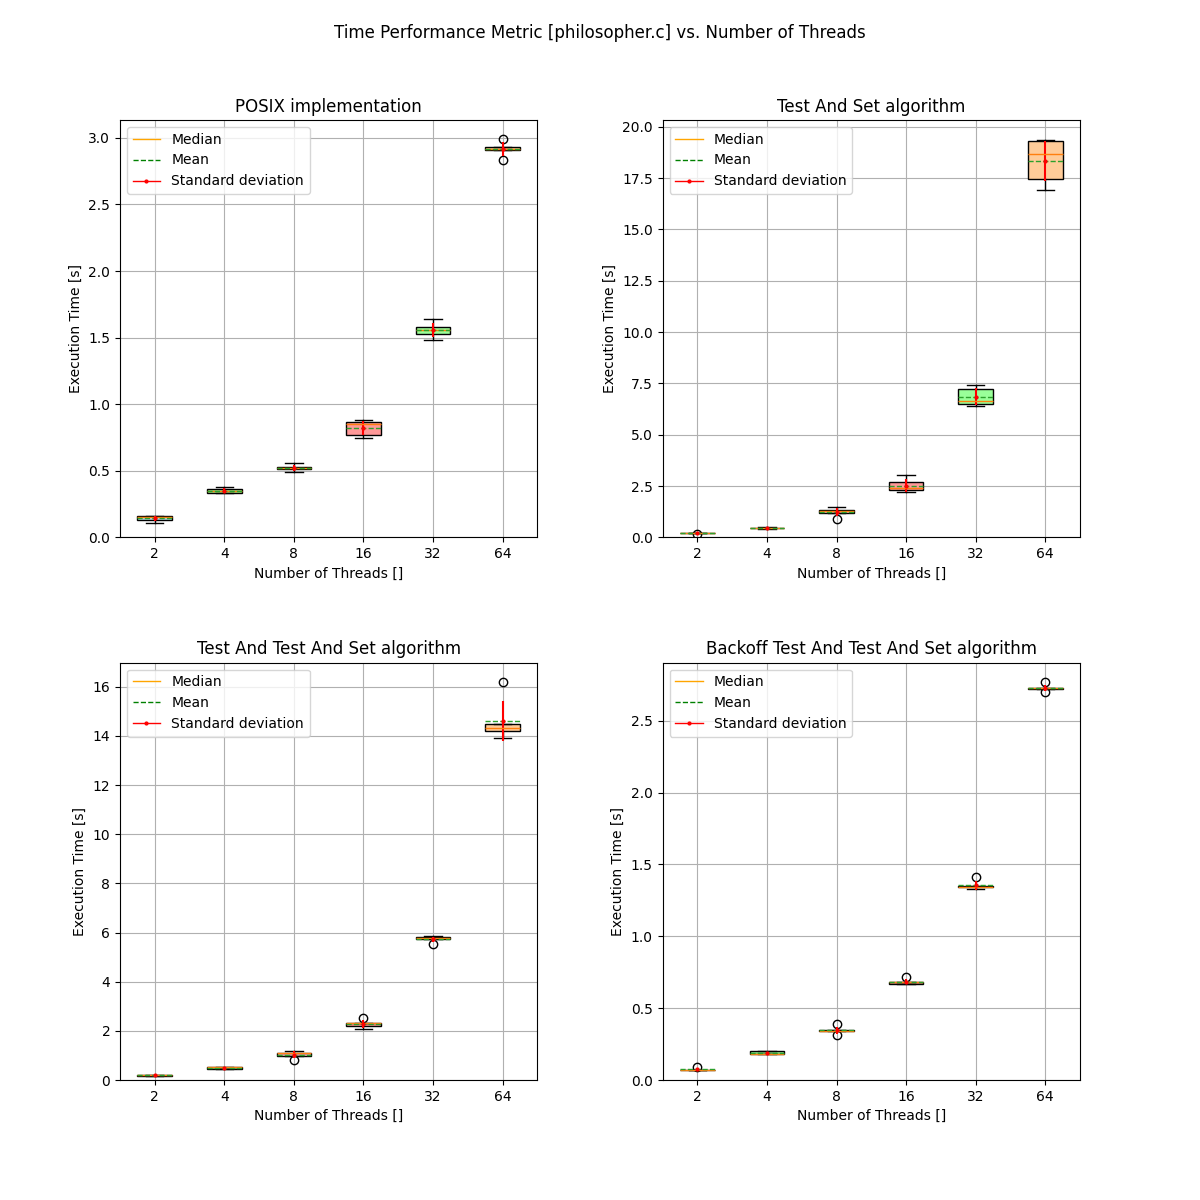 Time Performance Metric [philosopher.c] vs. Number of Threads
POSIX implementation
Median
Mean
Standard deviation
3.0
2.5
2.0
1.5
1.0
0.5
0.0
Execution Time [s]
2 4 8 16 32 64
Number of Threads []
Test And Set algorithm
Median
Mean
Standard deviation
20.0
17.5
15.0
12.5
10.0
7.5
5.0
2.5
0.0
Execution Time [s]
2 4 8 16 32 64
Number of Threads []
Test And Test And Set algorithm
Median
Mean
Standard deviation
16
14
12
10
8
6
4
2
0
Execution Time [s]
2 4 8 16 32 64
Number of Threads []
Backoff Test And Test And Set algorithm
Median
Mean
Standard deviation
2.5
2.0
1.5
1.0
0.5
0.0
Execution Time [s]
2 4 8 16 32 64
Number of Threads []